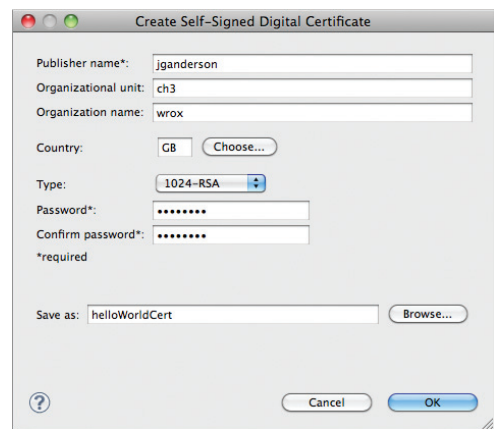 Create Self-Signed Digital Certificate
Publisher name*: jganderson
Organizational unit: ch3
Organization name: wrox
Country: GB Choose...
Type: 1024-RSA
Password*: ••••••••
Confirm password*: ••••••••
*required
Save as: helloWorldCert Browse...
? Cancel OK